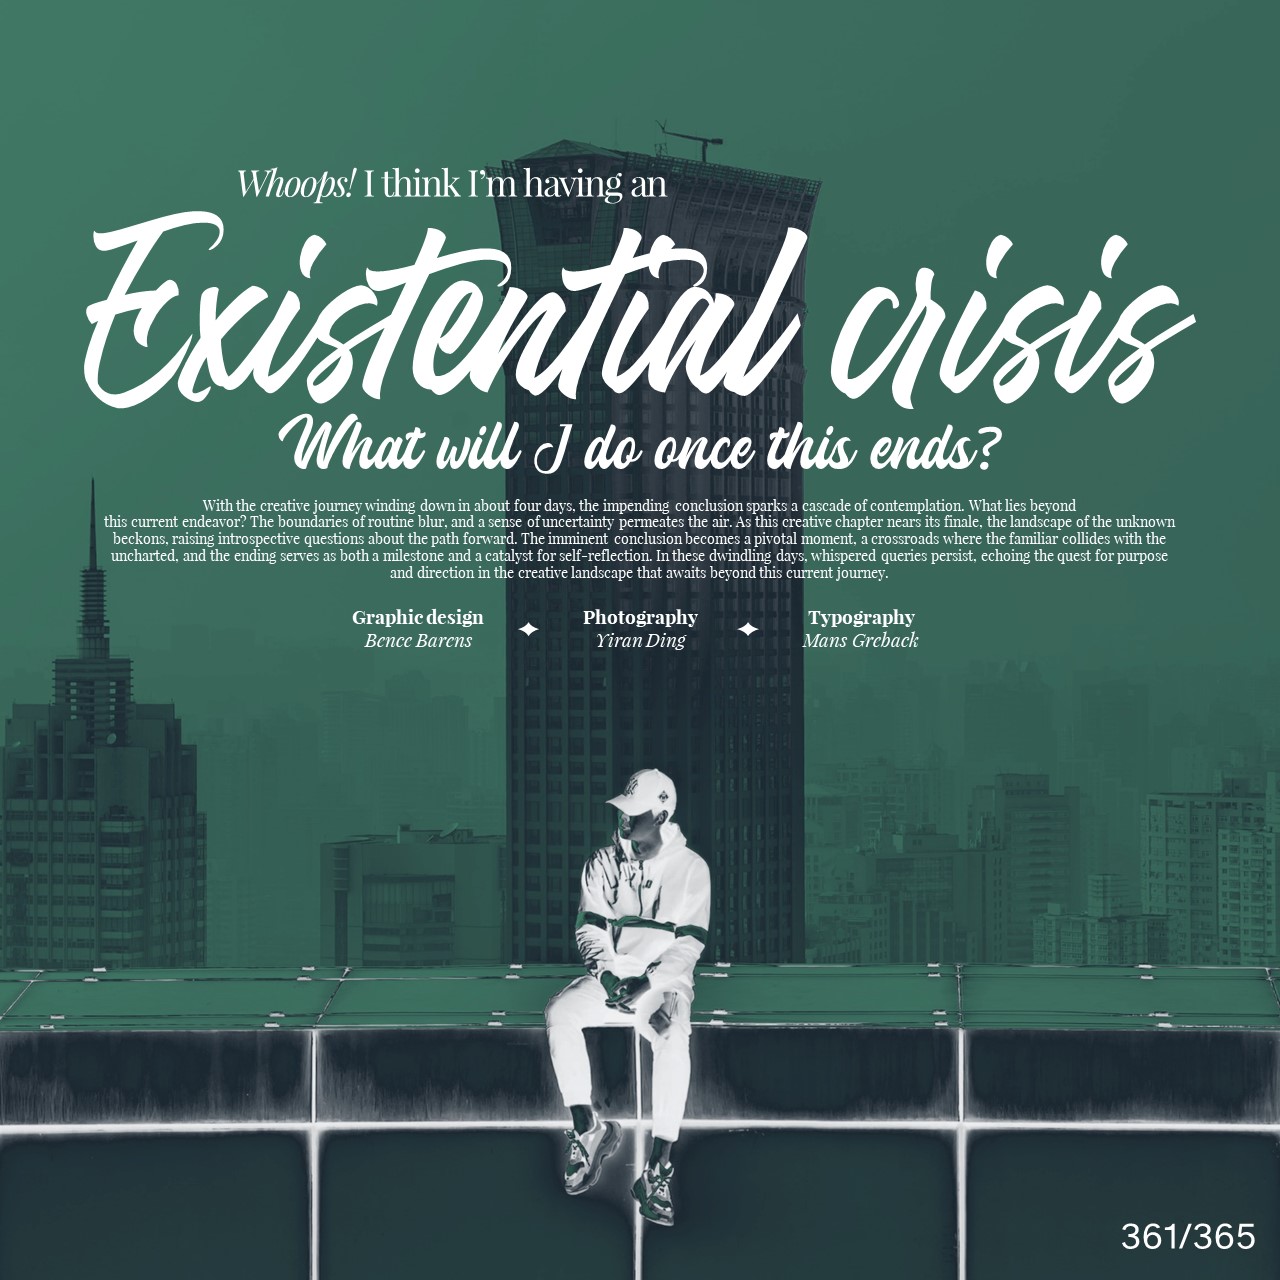 Whoops! I think I'm having an
Existential crisis
What will I do once this ends?
With the creative journey winding down in about four days, the impending conclusion sparks a cascade of contemplation. What lies beyond
this current endeavor? The boundaries of routine blur, and a sense of uncertainty permeates the air. As this creative chapter nears its finale, the landscape of the unknown
beckons, raising introspective questions about the path forward. The imminent conclusion becomes a pivotal moment, a crossroads where the familiar collides with the
uncharted, and the ending serves as both a milestone and a catalyst for self-reflection. In these dwindling days, whispered queries persist, echoing the quest for purpose
and direction in the creative landscape that awaits beyond this current journey.
Graphic design ✦ Photography ✦ Typography
Bence Barens Yiran Ding Mans Greback
361/365